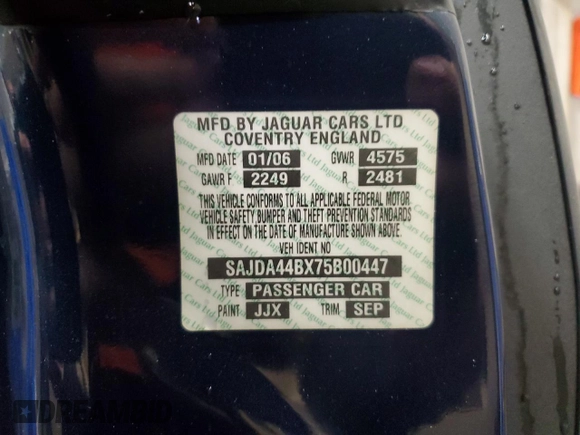 MFD BY JAGUAR CARS LTD
COVENTRY ENGLAND
MFD DATE 01/06 GVWR 4575
GAWR F 2249 R 2481
THIS VEHICLE CONFORMS TO ALL APPLICABLE FEDERAL MOTOR
VEHICLE SAFETY BUMPER AND THEFT PREVENTION STANDARDS
IN EFFECT ON THE DATE OF MANUFACTURE SHOWN ABOVE.
VEH IDENT NO
SAJDA44BX75B00447
TYPE PASSENGER CAR
PAINT JJX TRIM SEP
DREAMBID